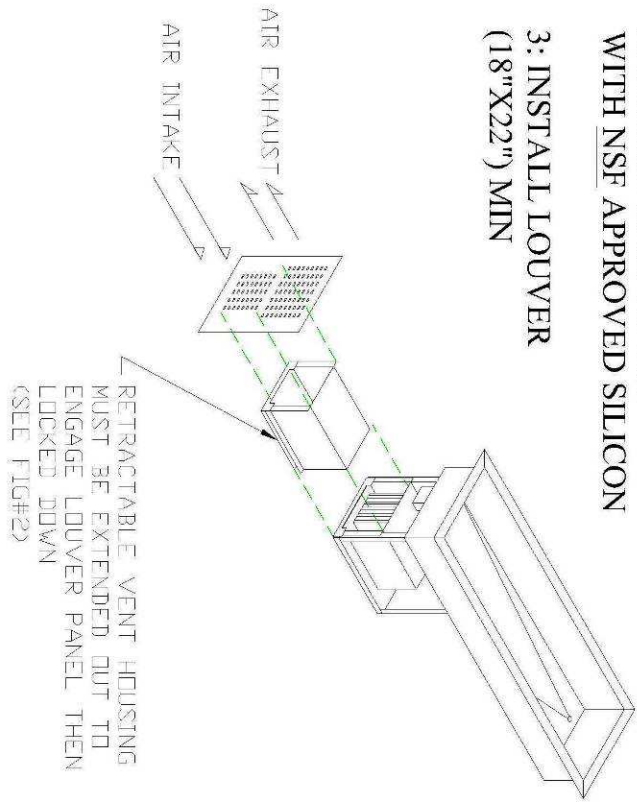 WITH NSF APPROVED SILICON
3: INSTALL LOUVER
(18"X22") MIN
AIR EXHAUST
AIR INTAKE
RETRACTABLE VENT HOUSING
MUST BE EXTENDED OUT TO
ENGAGE LOUVER PANEL THEN
LOCKED DOWN
(SEE FIG#2)